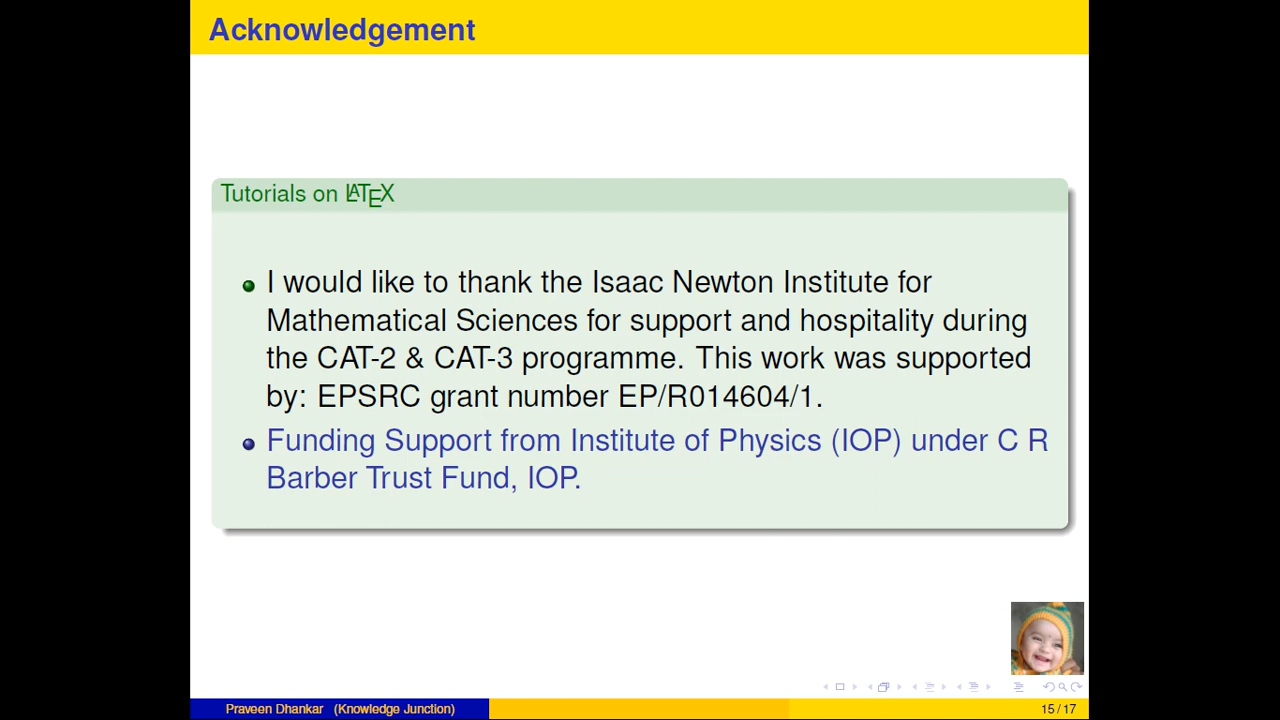 Acknowledgement
Tutorials on LATEX
I would like to thank the Isaac Newton Institute for
Mathematical Sciences for support and hospitality during
the CAT-2 & CAT-3 programme. This work was supported
by: EPSRC grant number EP/R014604/1.
Funding Support from Institute of Physics (IOP) under C R
Barber Trust Fund, IOP.
Praveen Dhankar (Knowledge Junction)
15 / 17